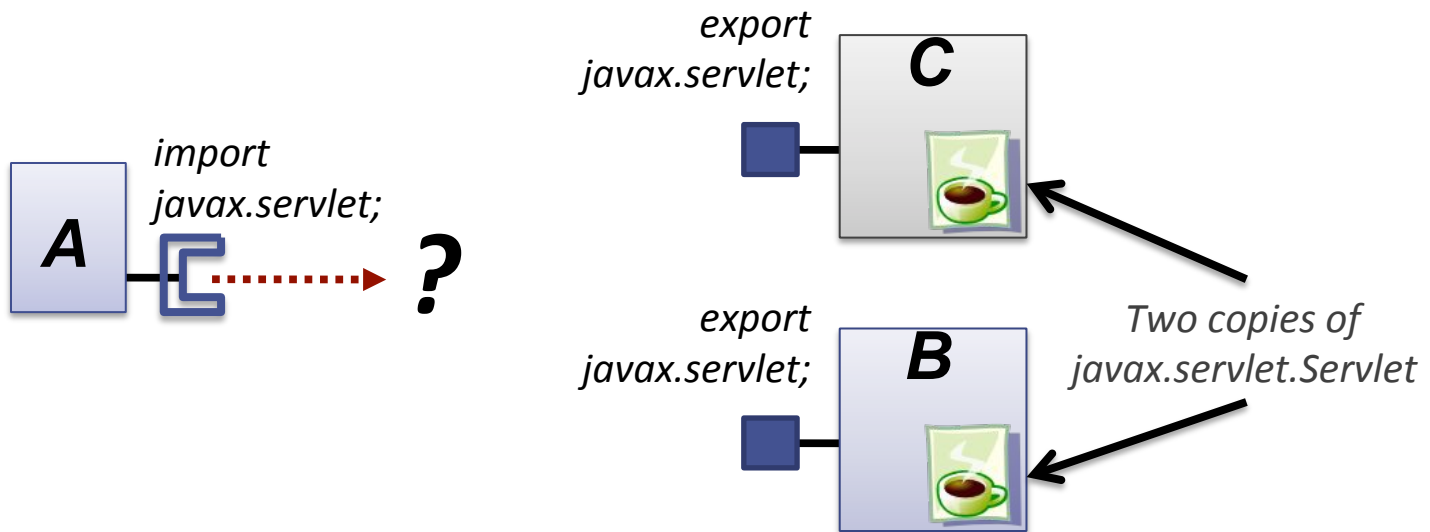 import
javax.servlet;
A
?
export
javax.servlet;
C
export
javax.servlet;
B
Two copies of
javax.servlet.Servlet